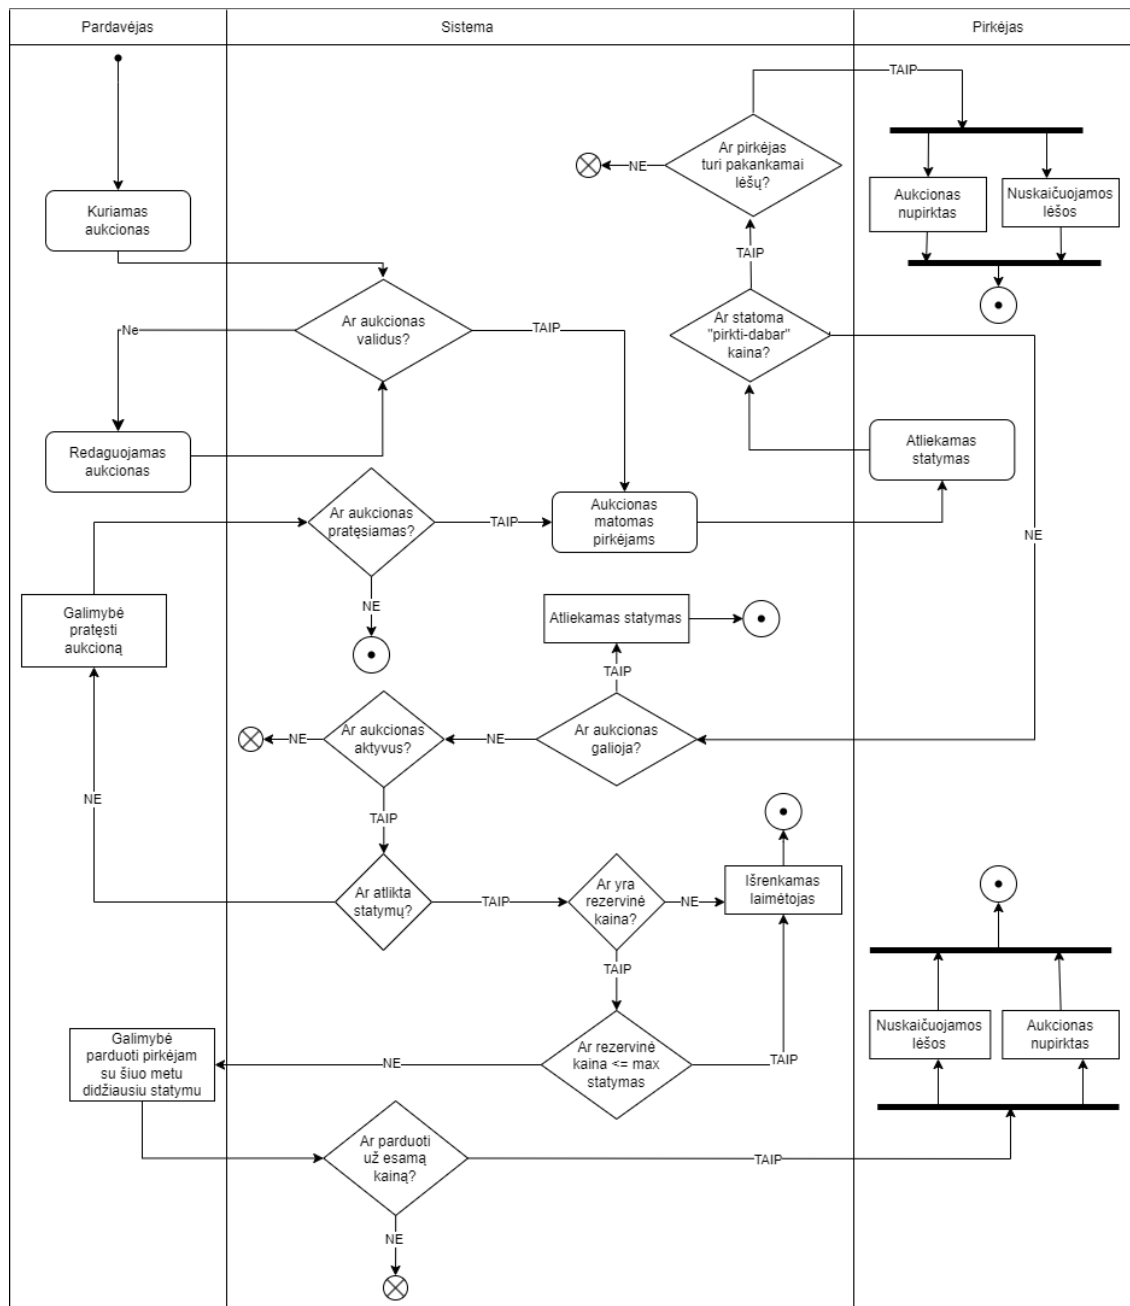 Pardavėjas
Sistema
Pirkėjas
TAIP
Ar pirkėjas
turi pakankamai
lėšų?
NE
Aukcionas
nupirktas
Nuskaičuojamos
lėšos
Kuriamas
aukcionas
TAIP
Ar aukcionas
validus?
Ne
TAIP
Ar statoma
"pirkti-dabar"
kaina?
Redaguojamas
aukcionas
Atliekamas
statymas
Ar aukcionas
pratęsiamas?
TAIP
Aukcionas
matomas
pirkėjams
NE
NE
Galimybė
pratęsti
aukcioną
Atliekamas statymas
TAIP
Ar aukcionas
aktyvus?
NE
NE
Ar aukcionas
galioja?
NE
TAIP
Ar atlikta
statymų?
TAIP
Ar yra
rezervinė
kaina?
NE
Išrenkamas
laimėtojas
TAIP
Nuskaičuojamos
lėšos
Aukcionas
nupirktas
Galimybė
parduoti pirkėjam
su šiuo metu
didžiausiu statymu
NE
Ar rezervinė
kaina <= max
statymas
TAIP
Ar parduoti
už esamą
kainą?
TAIP
NE